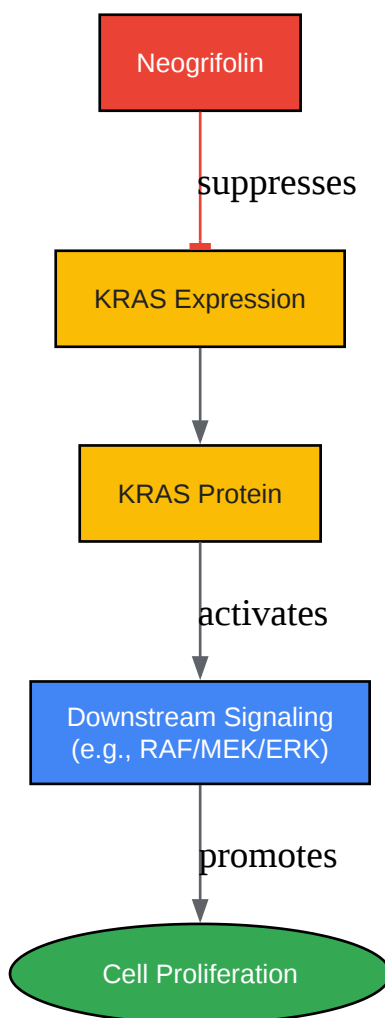 Neogrifolin
suppresses
KRAS Expression
KRAS Protein
activates
Downstream Signaling
(e.g., RAF/MEK/ERK)
promotes
Cell Proliferation